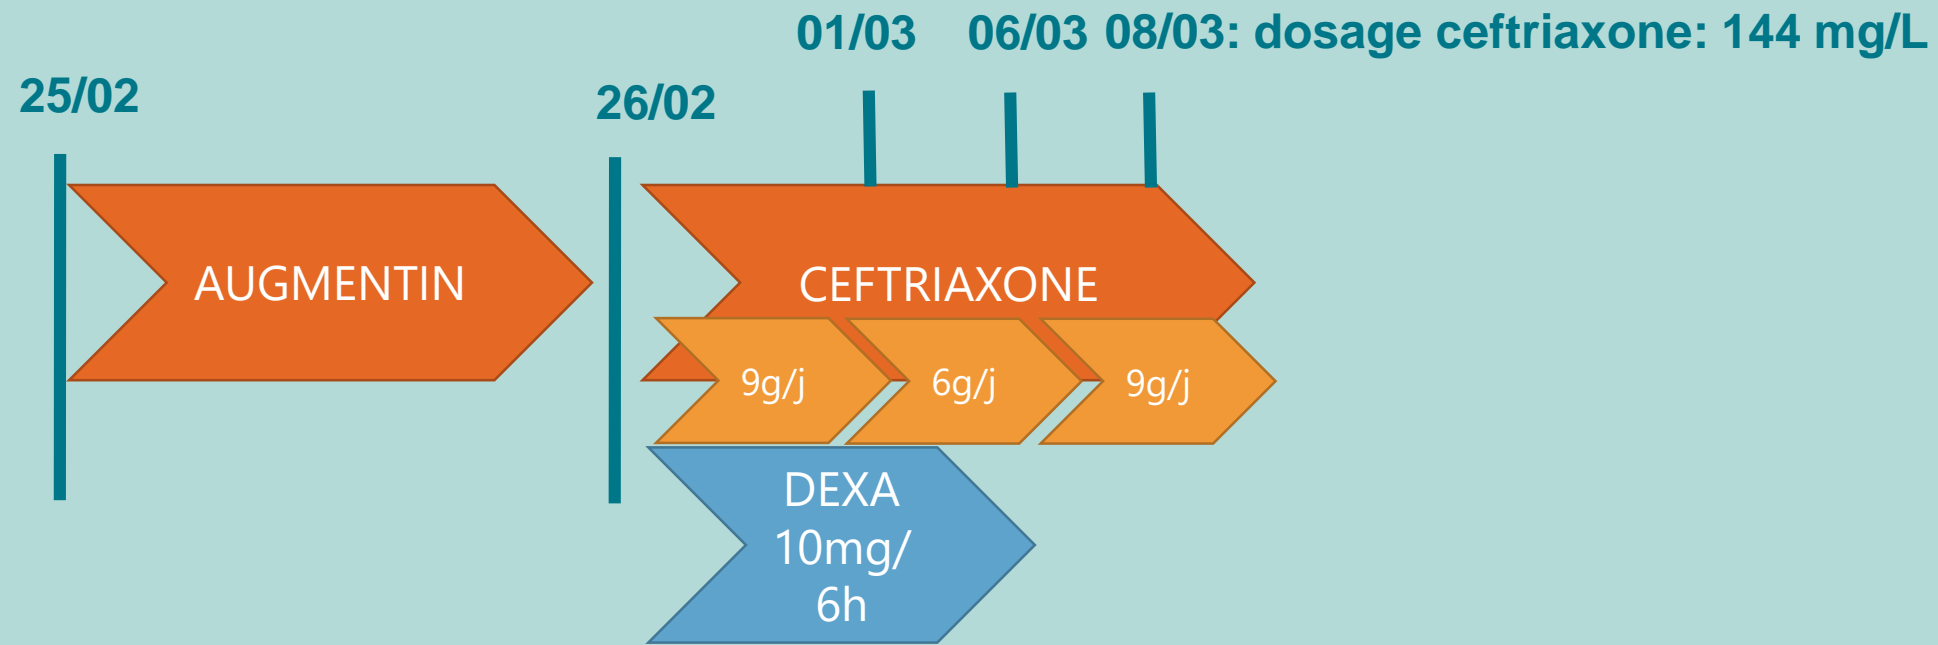 01/03
06/03
08/03: dosage ceftriaxone: 144 mg/L
25/02
26/02
AUGMENTIN
CEFTRIAXONE
9g/j
6g/j
9g/j
DEXA
10mg/
6h